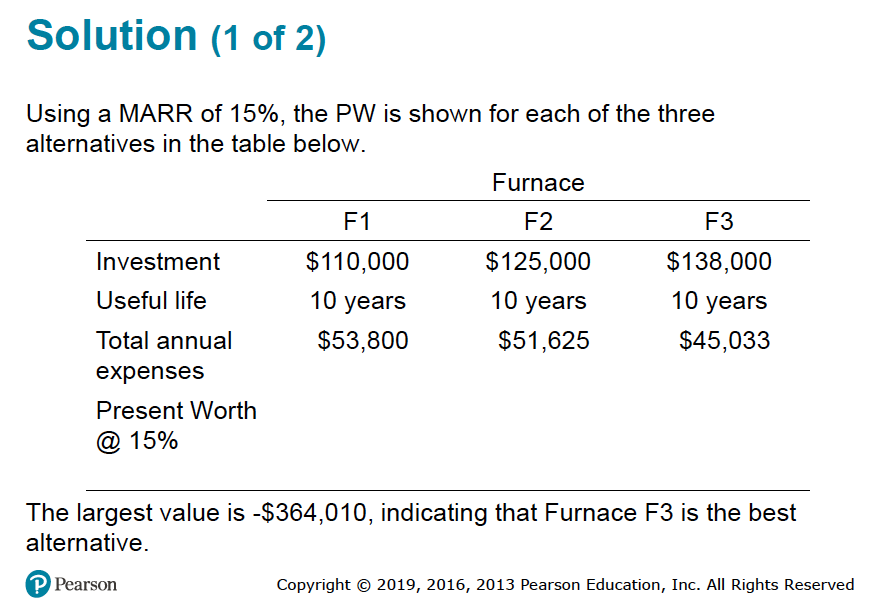 Solution (1 of 2)
Using a MARR of 15%, the PW is shown for each of the three
alternatives in the table below.
Furnace
F1 F2 F3
Investment $110,000 $125,000 $138,000
Useful life 10 years 10 years 10 years
Total annual $53,800 $51,625 $45,033
expenses
Present Worth
@ 15%
The largest value is -$364,010, indicating that Furnace F3 is the best
alternative.
Pearson Copyright © 2019, 2016, 2013 Pearson Education, Inc. All Rights Reserved